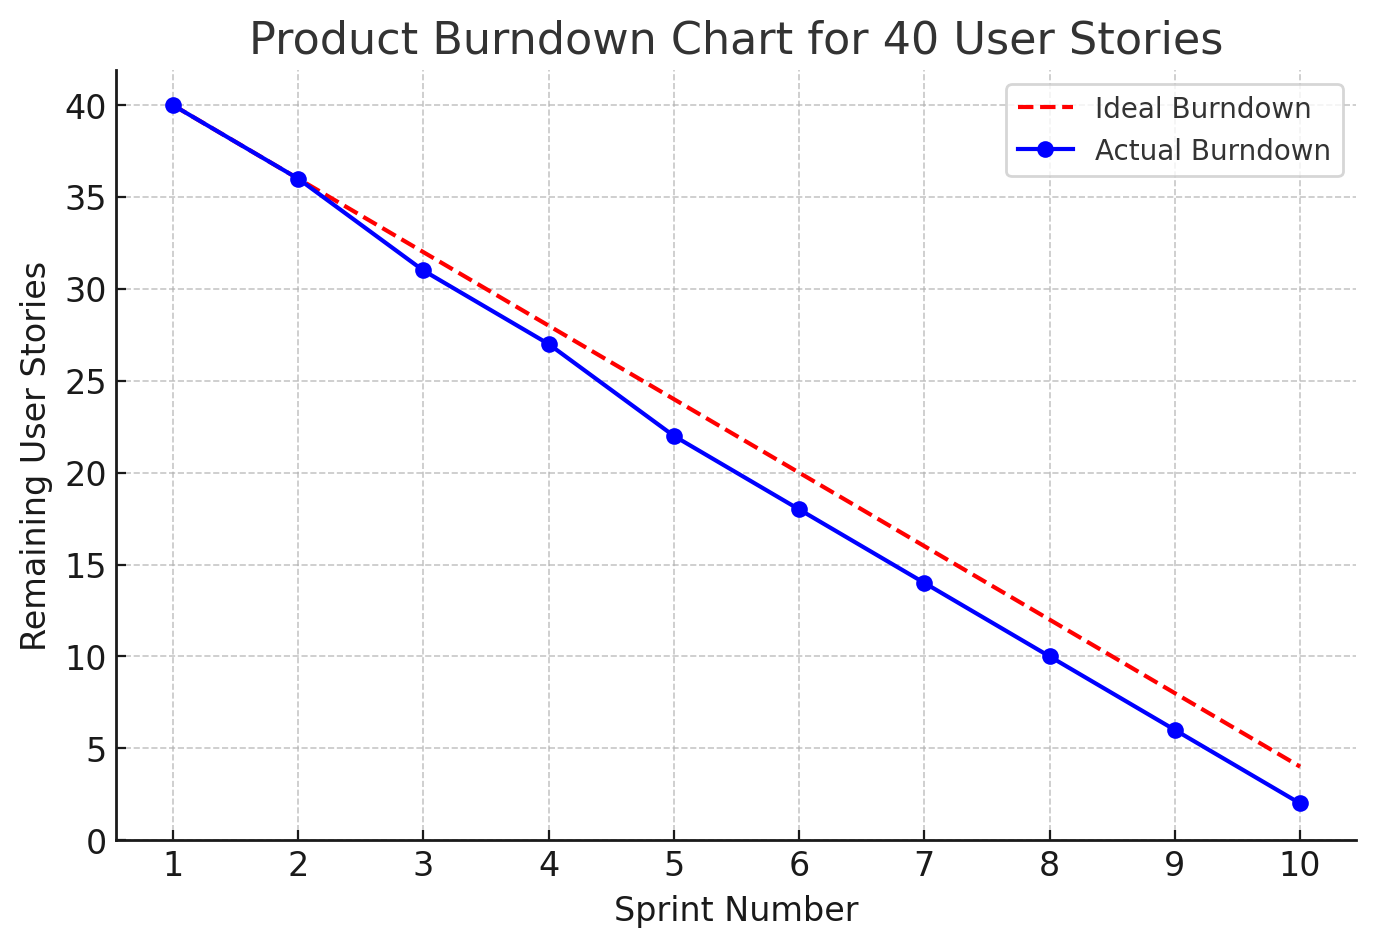 Product Burndown Chart for 40 User Stories
Ideal Burndown
Actual Burndown
Remaining User Stories
40
35
30
25
20
15
10
5
0
1 2 3 4 5 6 7 8 9 10
Sprint Number